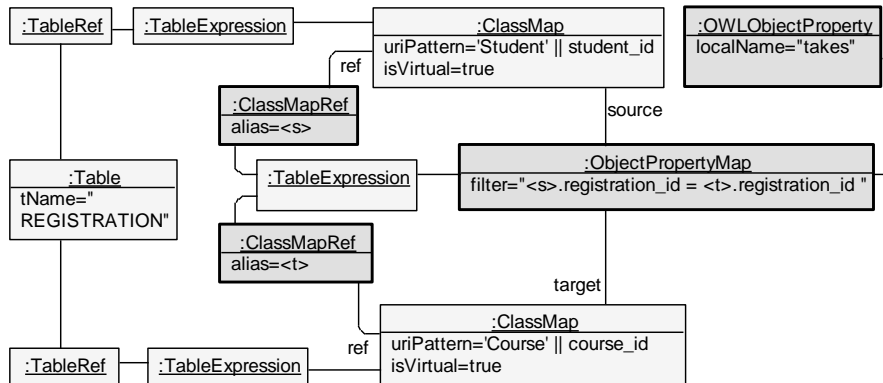 :TableRef
:TableExpression
:ClassMap
uriPattern='Student' || student_id
isVirtual=true
:OWLObjectProperty
localName="takes"
ref
:ClassMapRef
alias=<s>
source
:Table
tName="
REGISTRATION"
:TableExpression
:ObjectPropertyMap
filter="<s>.registration_id = <t>.registration_id "
:ClassMapRef
alias=<t>
target
:ClassMap
uriPattern='Course' || course_id
isVirtual=true
ref
:TableRef
:TableExpression